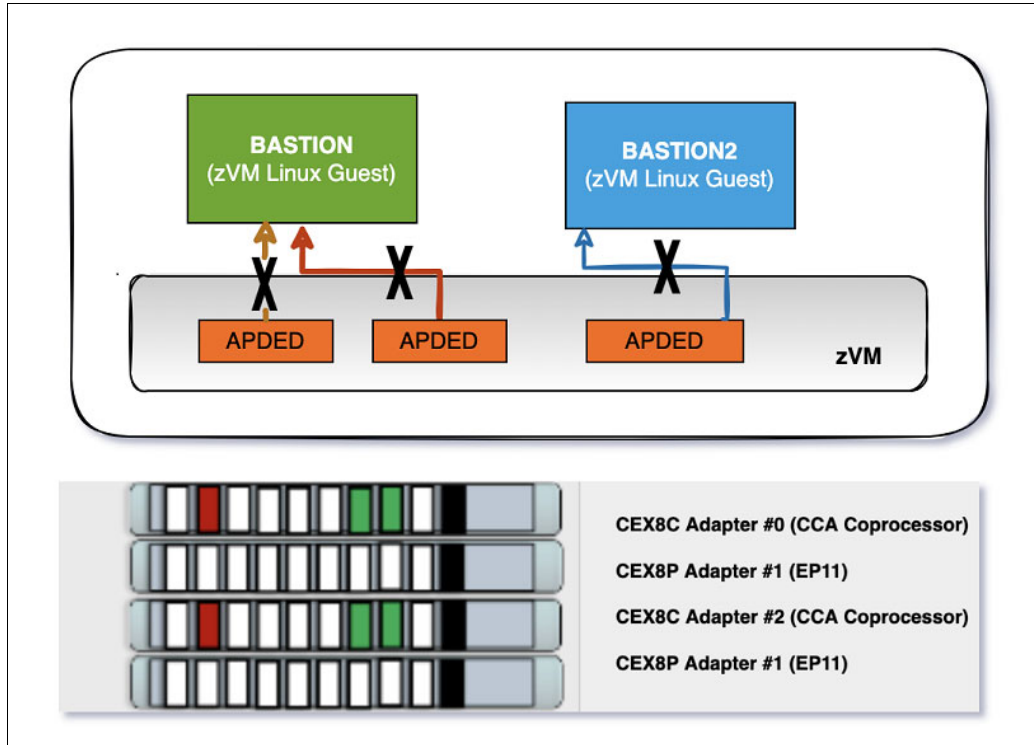 BASTION
(zVM Linux Guest)
BASTION2
(zVM Linux Guest)
X
X
X
APDED
APDED
APDED
zVM
CEX8C Adapter #0 (CCA Coprocessor)
CEX8P Adapter #1 (EP11)
CEX8C Adapter #2 (CCA Coprocessor)
CEX8P Adapter #1 (EP11)